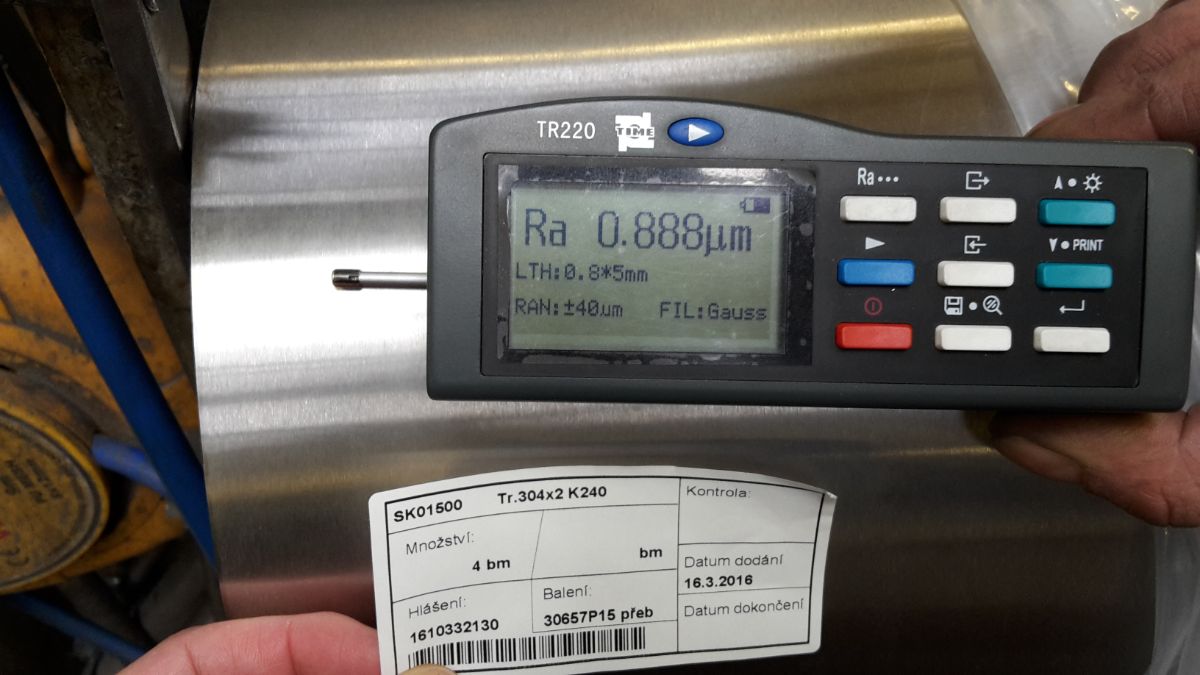 TR220 TIME
Ra•••
PRINT
Ra 0.888µm
LTH:0.8*5mm
RAN:±40um FIL:Gauss
SK01500 Tr.304x2 K240
Množství:
4 bm
bm
Hlášení:
1610332130
Balení:
30657P15 přeb
Kontrola:
Datum dodání
16.3.2016
Datum dokončení